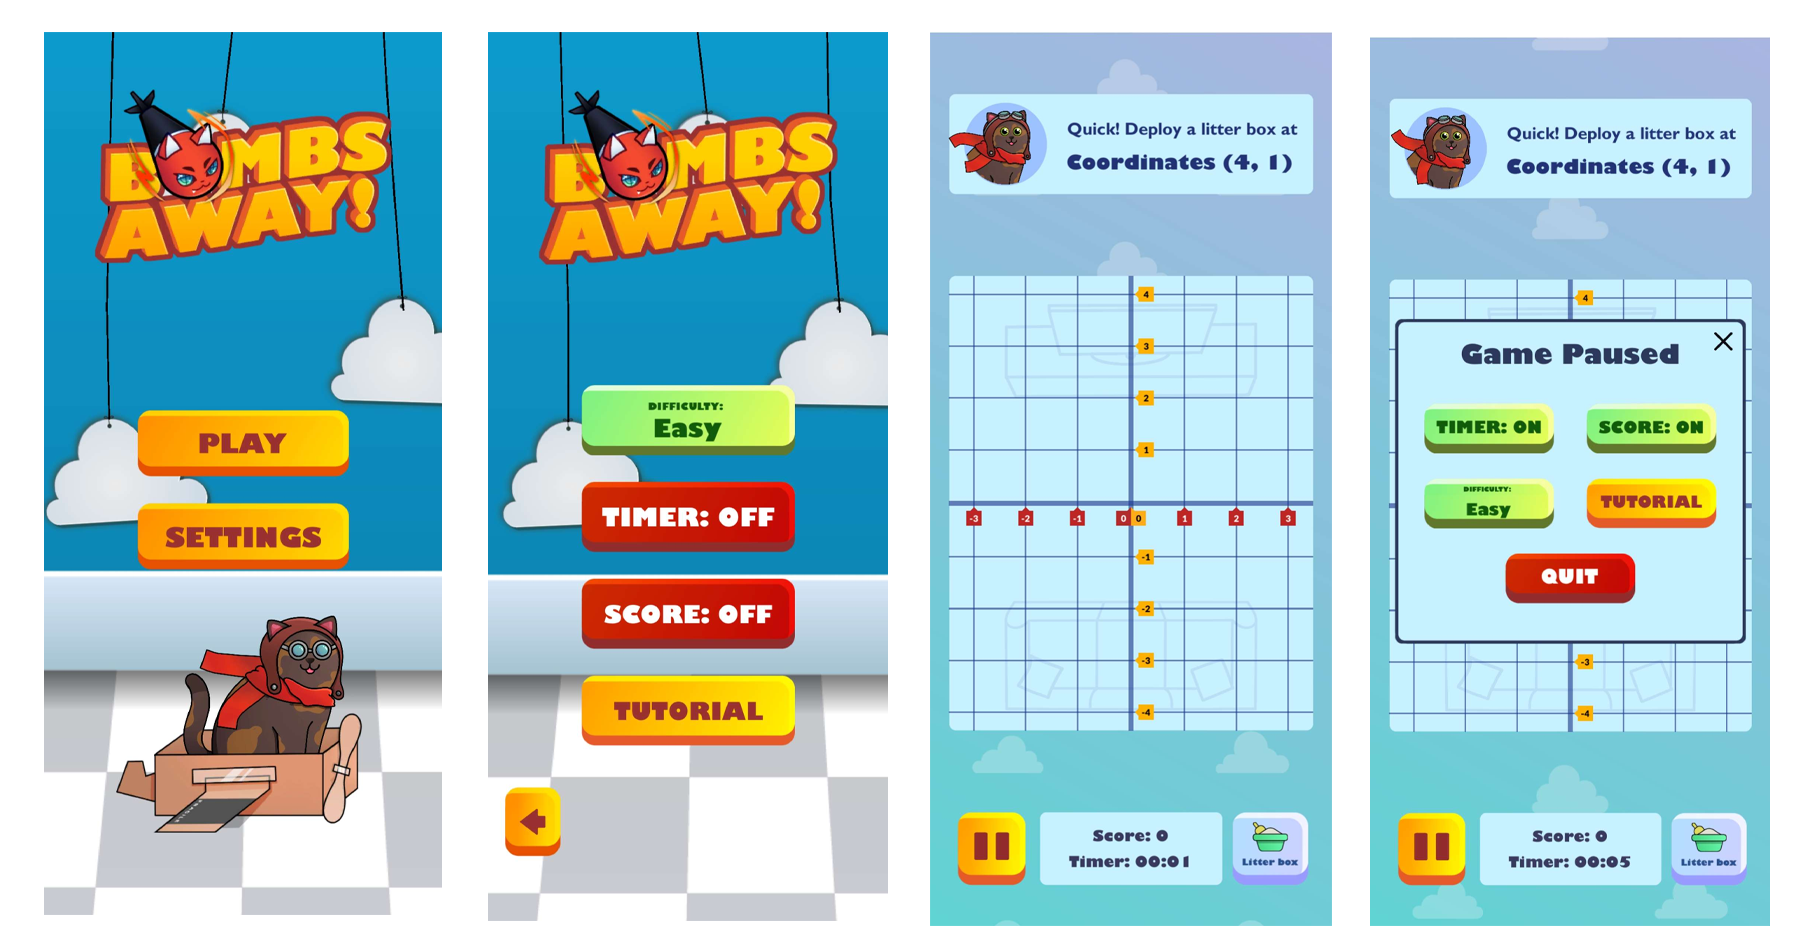 BOMBS
AWAY!
PLAY
SETTINGS
BOMBS
AWAY!
DIFFICULTY:
Easy
TIMER: OFF
SCORE: OFF
TUTORIAL
Quick! Deploy a litter box at
Coordinates (4, 1)
4
3
2
1
-3 -2 -1 0 0 1 2 3
-1
-2
-3
-4
Score: 0
Timer: 00:01
Litter box
Quick! Deploy a litter box at
Coordinates (4, 1)
4
Game Paused
TIMER: ON SCORE: ON
DIFFICULTY:
Easy
TUTORIAL
QUIT
-3
-4
Score: 0
Timer: 00:05
Litter box